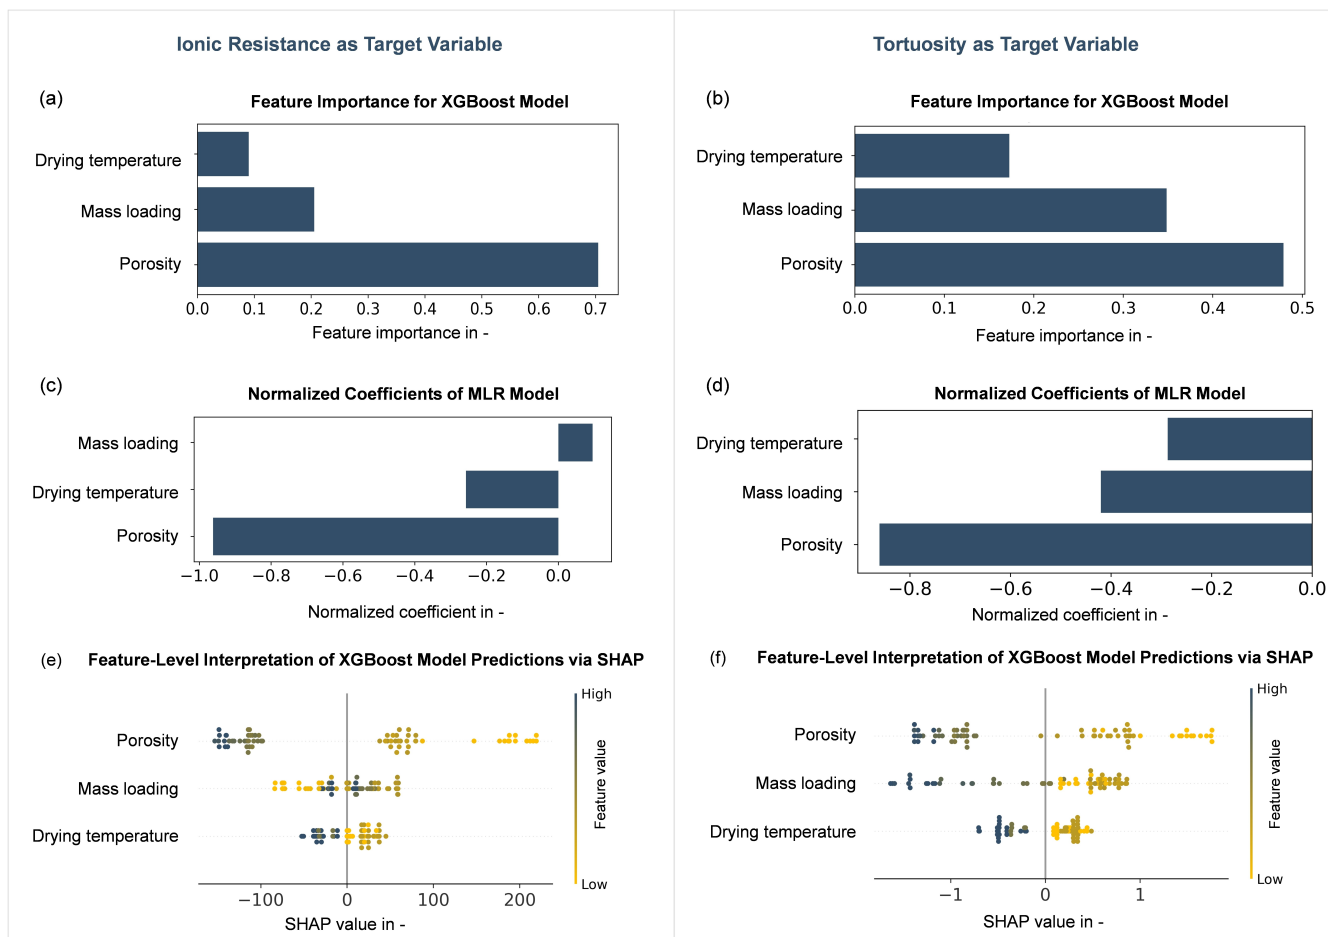 Ionic Resistance as Target Variable
(a)
Feature Importance for XGBoost Model
Drying temperature
Mass loading
Porosity
0.0 0.1 0.2 0.3 0.4 0.5 0.6 0.7
Feature importance in -
(c)
Normalized Coefficients of MLR Model
Mass loading
Drying temperature
Porosity
−1.0 −0.8 −0.6 −0.4 −0.2 0.0
Normalized coefficient in -
(e)
Feature-Level Interpretation of XGBoost Model Predictions via SHAP
High
Porosity
Mass loading
Drying temperature
Feature value
Low
−100 0 100 200
SHAP value in -
Tortuosity as Target Variable
(b)
Feature Importance for XGBoost Model
Drying temperature
Mass loading
Porosity
0.0 0.1 0.2 0.3 0.4 0.5
Feature importance in -
(d)
Normalized Coefficients of MLR Model
Drying temperature
Mass loading
Porosity
−0.8 −0.6 −0.4 −0.2 0.0
Normalized coefficient in -
(f)
Feature-Level Interpretation of XGBoost Model Predictions via SHAP
High
Porosity
Mass loading
Drying temperature
Feature value
Low
−1 0 1
SHAP value in -